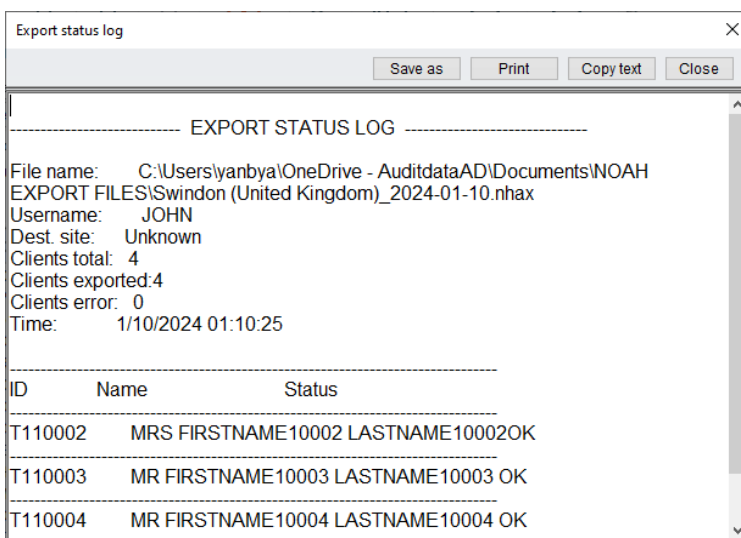 Export status log
Save as Print Copy text Close
---------------------------- EXPORT STATUS LOG ------------------------------
File name: C:\Users\yanbya\OneDrive - AuditdataAD\Documents\NOAH
EXPORT FILES\Swindon (United Kingdom)_2024-01-10.nhax
Username: JOHN
Dest. site: Unknown
Clients total: 4
Clients exported:4
Clients error: 0
Time: 1/10/2024 01:10:25
--------------------------------------------------------------------------------
ID Name Status
--------------------------------------------------------------------------------
T110002 MRS FIRSTNAME10002 LASTNAME10002OK
--------------------------------------------------------------------------------
T110003 MR FIRSTNAME10003 LASTNAME10003 OK
--------------------------------------------------------------------------------
T110004 MR FIRSTNAME10004 LASTNAME10004 OK